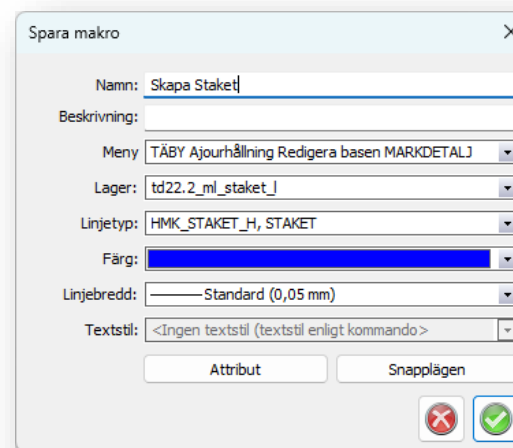 Spara makro
Namn: Skapa Staket
Beskrivning:
Meny TÄBY Ajourhållning Redigera basen MARKDETALJ
Lager: td22.2_ml_staket_l
Linjetyp: HMK_STAKET_H, STAKET
Färg:
Linjebredd: Standard (0,05 mm)
Textstil: <Ingen textstil (textstil enligt kommando>
Attribut Snapplägen